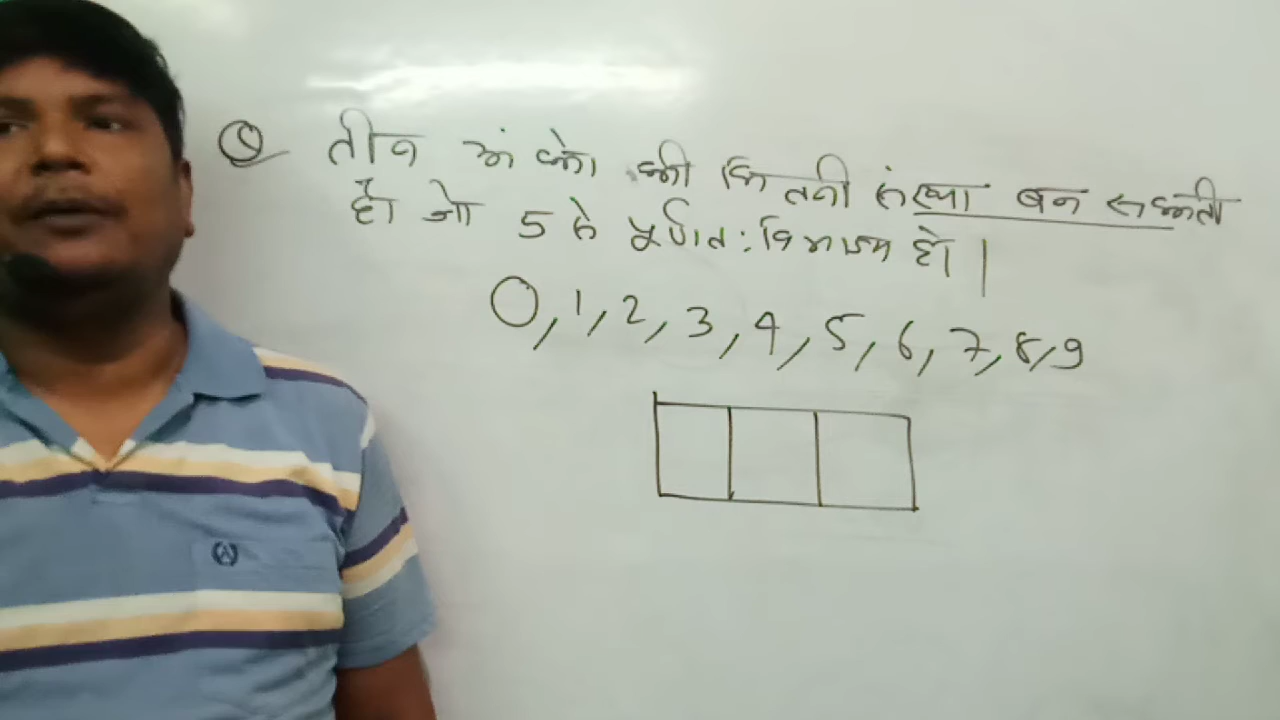 Q तीन अंको की कितनी संख्या बन सकती
है। जो 5 से पूर्णत: विभाज्य हो।
0, 1, 2, 3, 4, 5, 6, 7, 8, 9
A